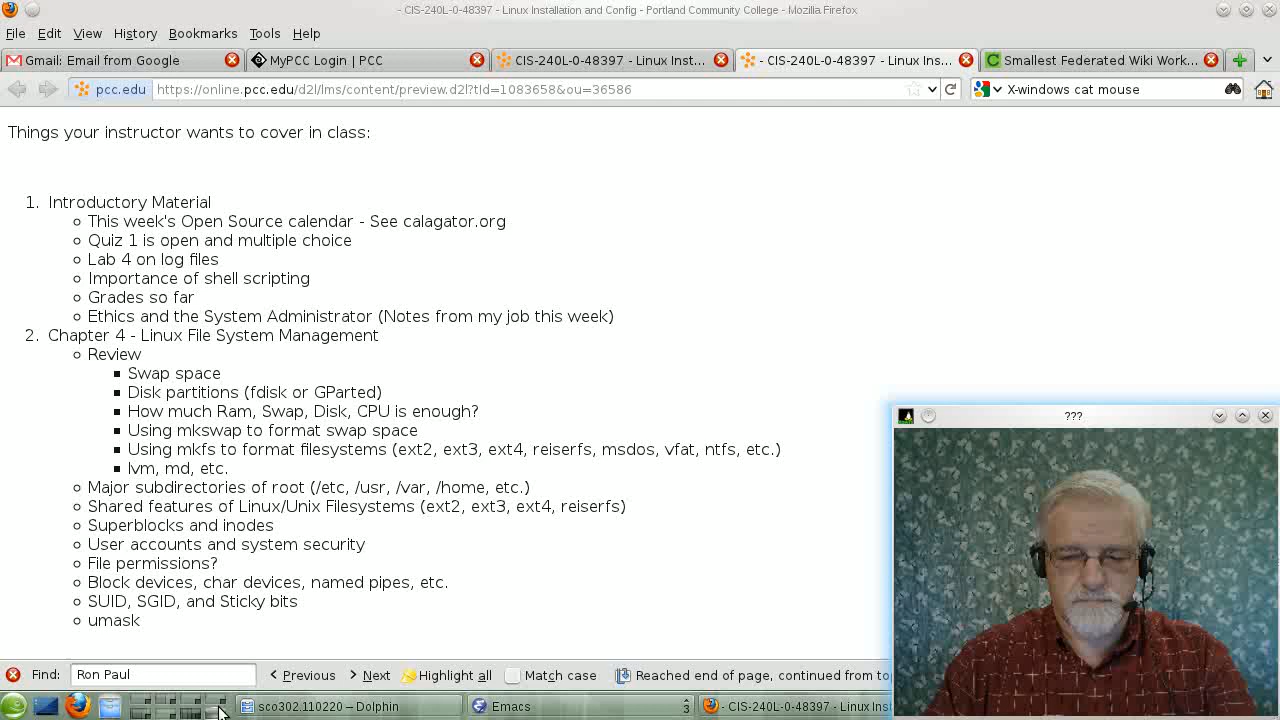 - CIS-240L-0-48397 - Linux Installation and Config - Portland Community College - Mozilla Firefox
File Edit View History Bookmarks Tools Help
Gmail: Email from Google MyPCC Login | PCC CIS-240L-0-48397 - Linux Inst... - CIS-240L-0-48397 - Linux Ins... Smallest Federated Wiki Work...
pcc.edu https://online.pcc.edu/d2l/lms/content/preview.d2l?tId=1083659&ou=36586 X-windows cat mouse
Things your instructor wants to cover in class:
1. Introductory Material
This week's Open Source calendar - See calagator.org
Quiz 1 is open and multiple choice
Lab 4 on log files
Importance of shell scripting
Grades so far
Ethics and the System Administrator (Notes from my job this week)
2. Chapter 4 - Linux File System Management
Review
Swap space
Disk partitions (fdisk or GParted)
How much Ram, Swap, Disk, CPU is enough?
Using mkswap to format swap space
Using mkfs to format filesystems (ext2, ext3, ext4, reiserfs, msdos, vfat, ntfs, etc.)
lvm, md, etc.
Major subdirectories of root (/etc, /usr, /var, /home, etc.)
Shared features of Linux/Unix Filesystems (ext2, ext3, ext4, reiserfs)
Superblocks and inodes
User accounts and system security
File permissions?
Block devices, char devices, named pipes, etc.
SUID, SGID, and Sticky bits
umask
???
Find: Ron Paul Previous Next Highlight all Match case Reached end of page, continued from top
sco302.110220 – Dolphin Emacs 3 - CIS-240L-0-48397 - Linux Ins